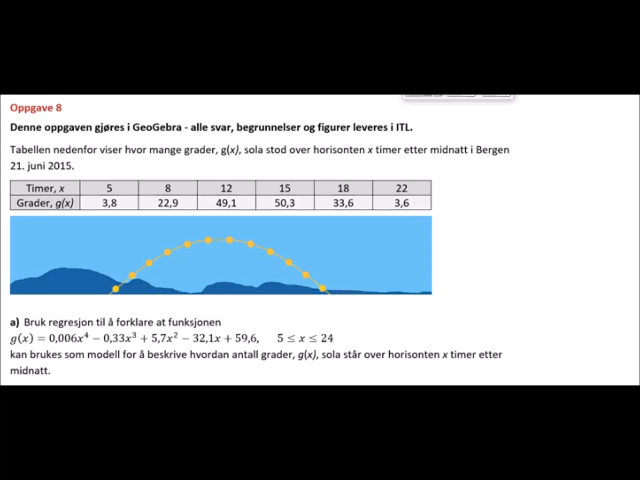 Oppgave 8
Denne oppgaven gjøres i GeoGebra - alle svar, begrunnelser og figurer leveres i ITL.
Tabellen nedenfor viser hvor mange grader, g(x), sola stod over horisonten x timer etter midnatt i Bergen
21. juni 2015.
Timer, x 5 8 12 15 18 22
Grader, g(x) 3,8 22,9 49,1 50,3 33,6 3,6
a) Bruk regresjon til å forklare at funksjonen
g(x) = 0,006x⁴ − 0,33x³ + 5,7x² − 32,1x + 59,6, 5 ≤ x ≤ 24
kan brukes som modell for å beskrive hvordan antall grader, g(x), sola står over horisonten x timer etter
midnatt.